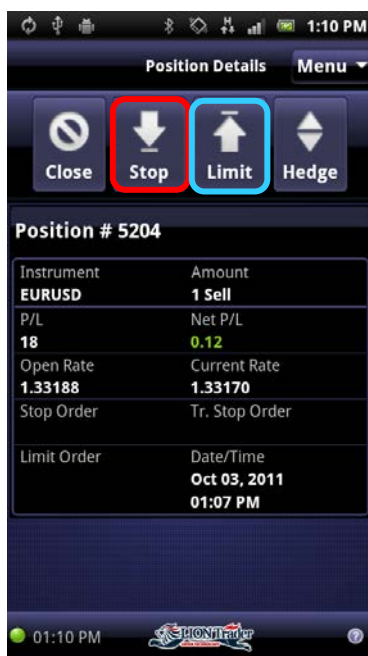 1:10 PM
Position Details Menu
Close Stop Limit Hedge
Position # 5204
Instrument Amount
EURUSD 1 Sell
P/L Net P/L
18 0.12
Open Rate Current Rate
1.33188 1.33170
Stop Order Tr. Stop Order
Limit Order Date/Time
Oct 03, 2011
01:07 PM
01:10 PM LIONTrader